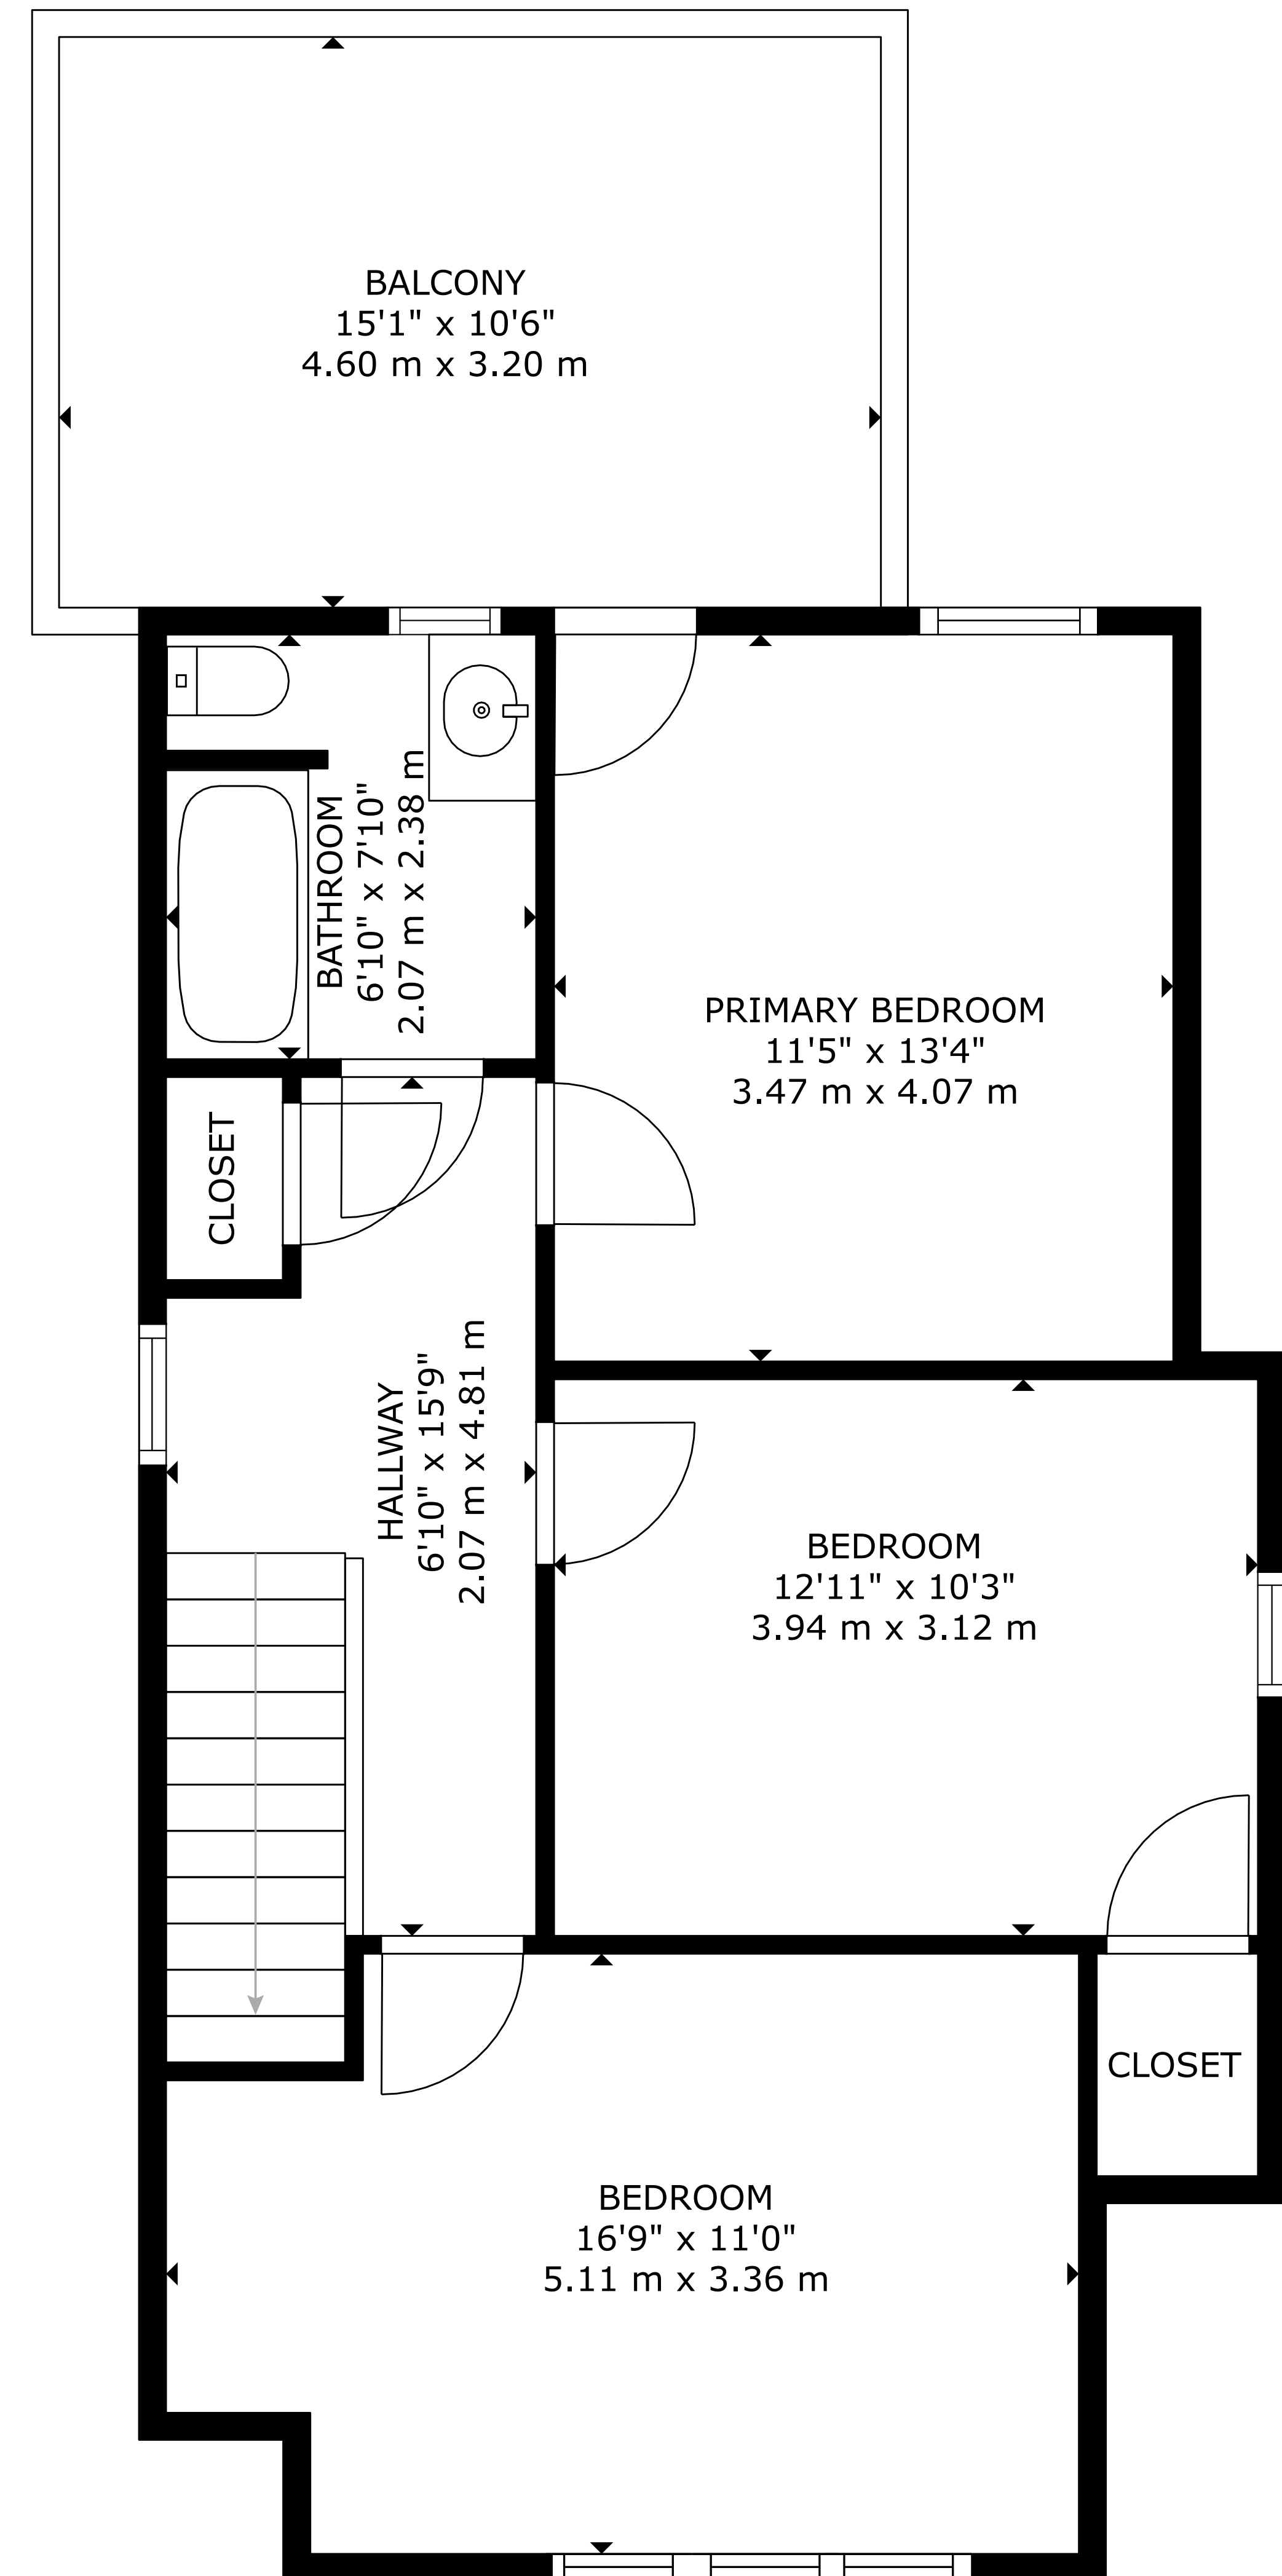 BALCONY
15'1" x 10'6"
4.60 m x 3.20 m
BATHROOM
6'10" x 7'10"
2.07 m x 2.38 m
PRIMARY BEDROOM
11'5" x 13'4"
3.47 m x 4.07 m
CLOSET
HALLWAY
6'10" x 15'9"
2.07 m x 4.81 m
BEDROOM
12'11" x 10'3"
3.94 m x 3.12 m
CLOSET
BEDROOM
16'9" x 11'0"
5.11 m x 3.36 m